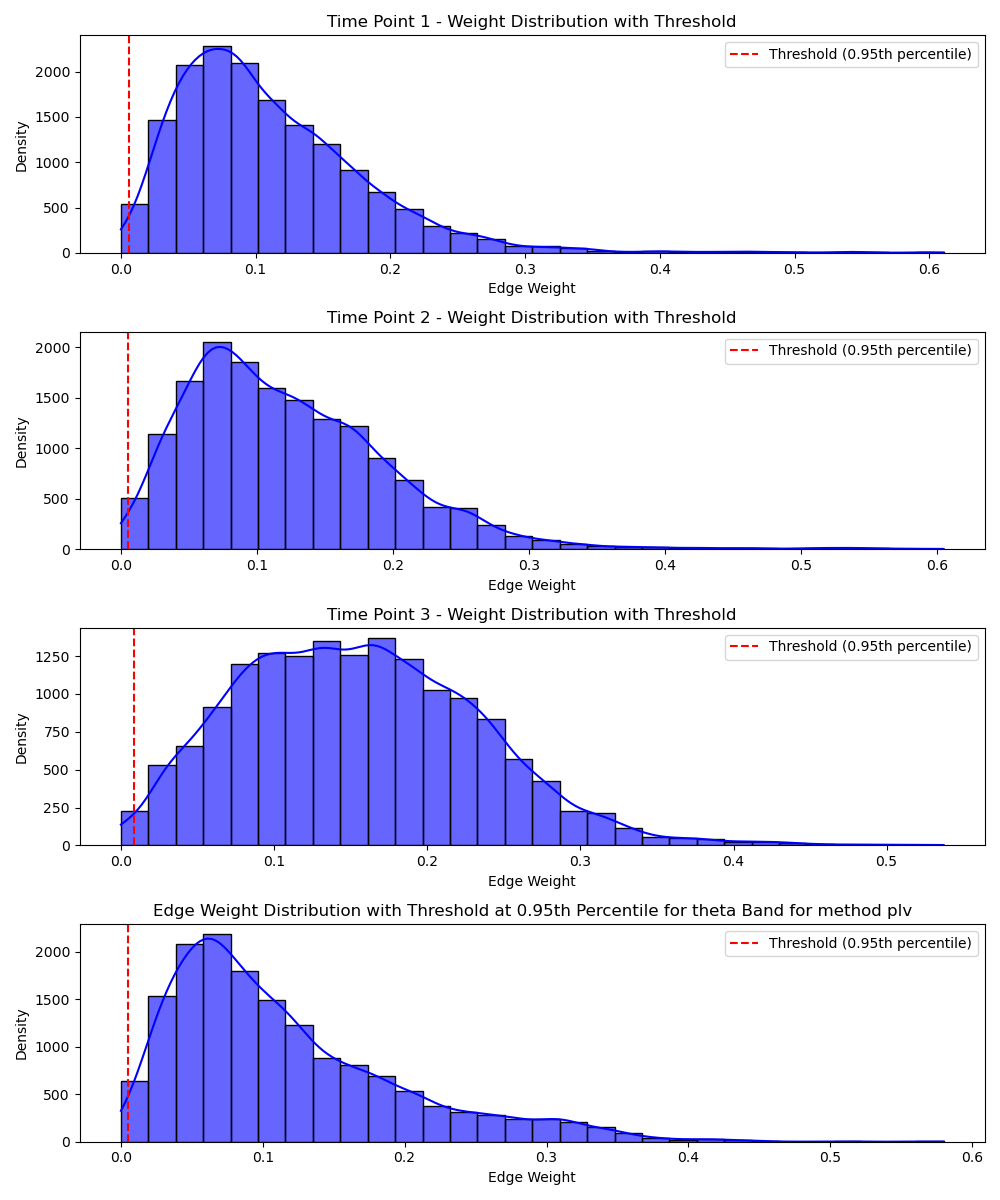 Time Point 1 - Weight Distribution with Threshold
Threshold (0.95th percentile)
Density
2000
1500
1000
500
0
0.0 0.1 0.2 0.3 0.4 0.5 0.6
Edge Weight
Time Point 2 - Weight Distribution with Threshold
Threshold (0.95th percentile)
Density
2000
1500
1000
500
0
0.0 0.1 0.2 0.3 0.4 0.5 0.6
Edge Weight
Time Point 3 - Weight Distribution with Threshold
Threshold (0.95th percentile)
Density
1250
1000
750
500
250
0
0.0 0.1 0.2 0.3 0.4 0.5
Edge Weight
Edge Weight Distribution with Threshold at 0.95th Percentile for theta Band for method plv
Threshold (0.95th percentile)
Density
2000
1500
1000
500
0
0.0 0.1 0.2 0.3 0.4 0.5 0.6
Edge Weight